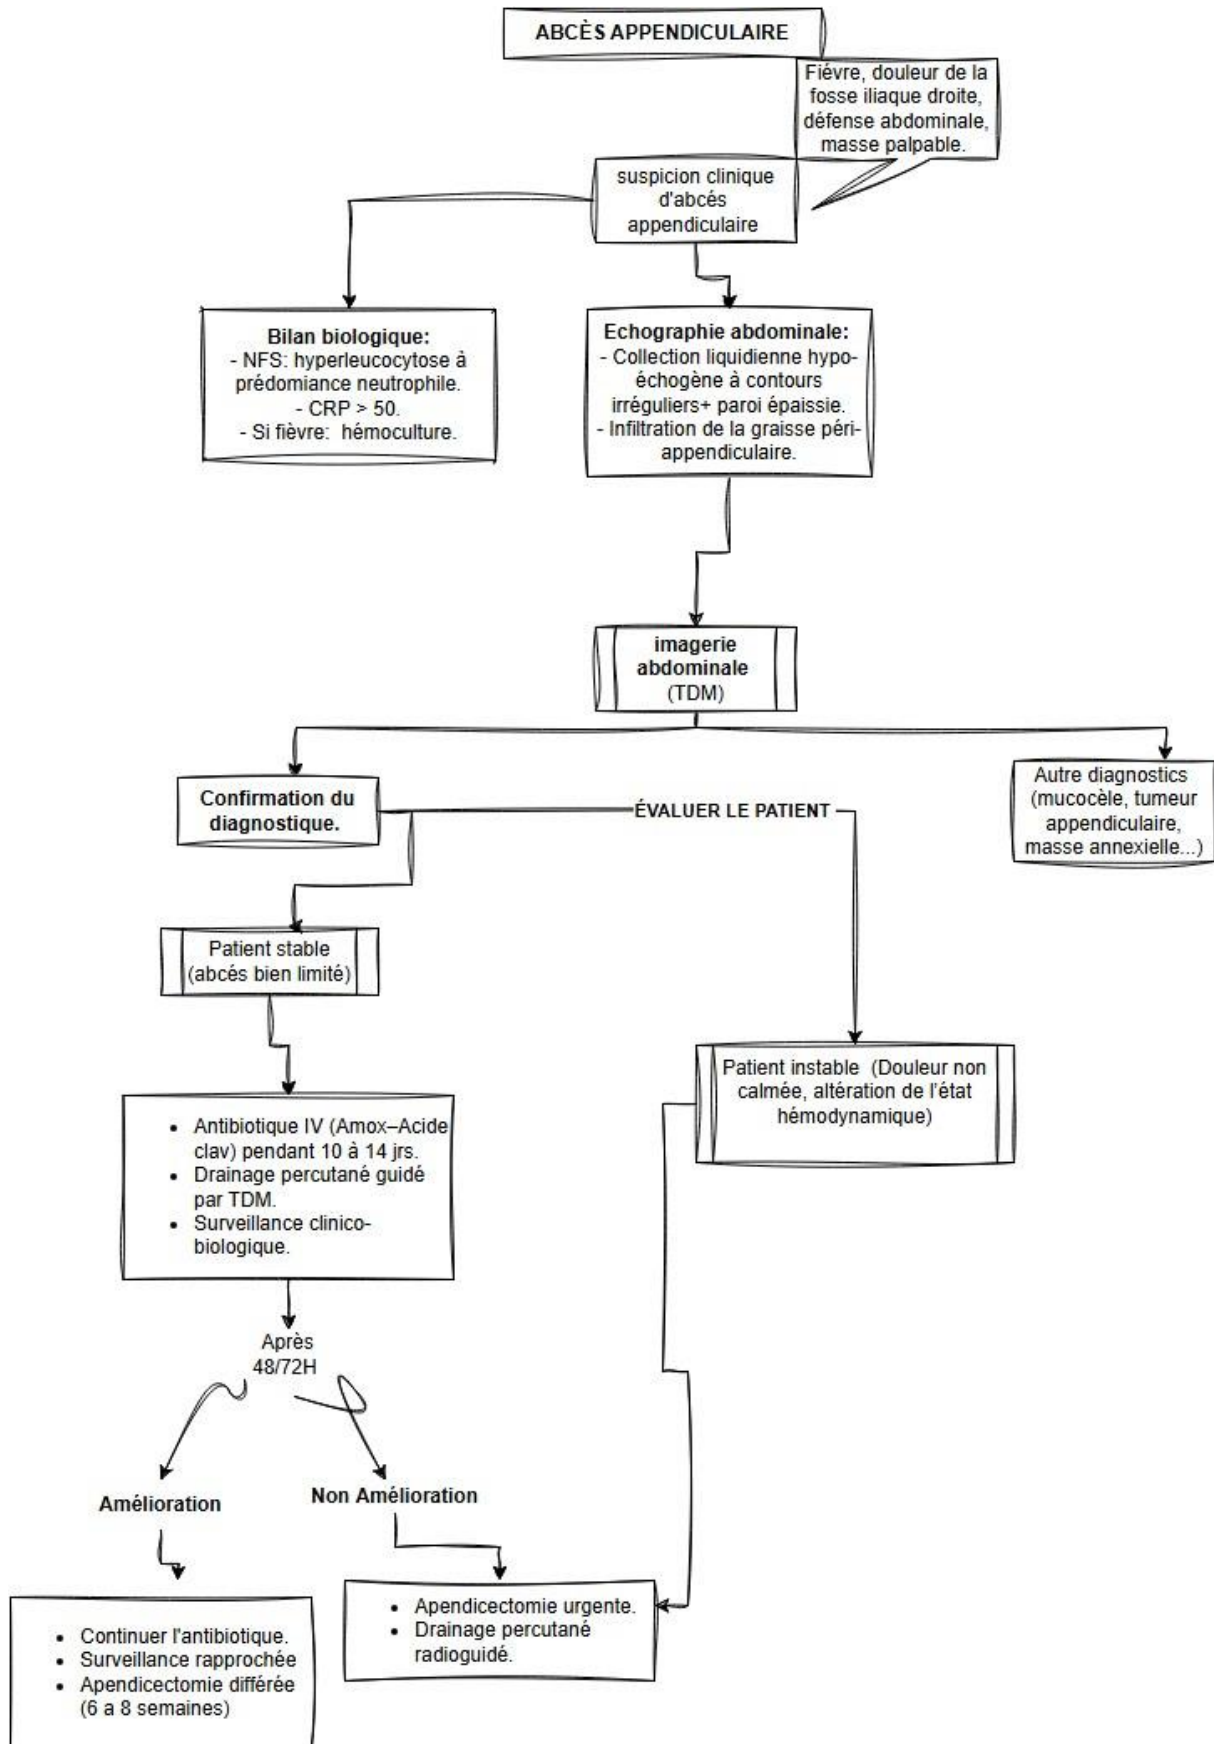 ABCÈS APPENDICULAIRE
Fiévre, douleur de la
fosse iliaque droite,
défense abdominale,
masse palpable.
suspicion clinique
d'abcés
appendiculaire
Bilan biologique:
- NFS: hyperleucocytose à
prédomiance neutrophile.
- CRP > 50.
- Si fièvre: hémoculture.
Echographie abdominale:
- Collection liquidienne hypo-
échogène à contours
irréguliers+ paroi épaissie.
- Infiltration de la graisse péri-
appendiculaire.
imagerie
abdominale
(TDM)
Confirmation du
diagnostique.
ÉVALUER LE PATIENT
Autre diagnostics
(mucocèle, tumeur
appendiculaire,
masse annexielle...)
Patient stable
(abcés bien limité)
Patient instable (Douleur non
calmée, altération de l'état
hémodynamique)
• Antibiotique IV (Amox–Acide
clav) pendant 10 à 14 jrs.
• Drainage percutané guidé
par TDM.
• Surveillance clinico-
biologique.
Après
48/72H
Amélioration
Non Amélioration
• Continuer l'antibiotique.
• Surveillance rapprochée
• Apendicectomie différée
(6 a 8 semaines)
• Apendicectomie urgente.
• Drainage percutané
radioguidé.